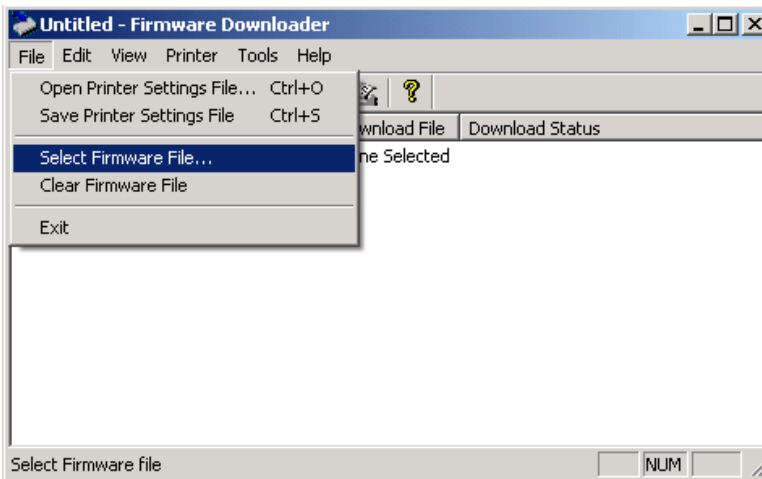 Untitled - Firmware Downloader
File Edit View Printer Tools Help
Open Printer Settings File... Ctrl+O
Save Printer Settings File Ctrl+S
wnload File Download Status
Select Firmware File...
ne Selected
Clear Firmware File
Exit
Select Firmware file NUM